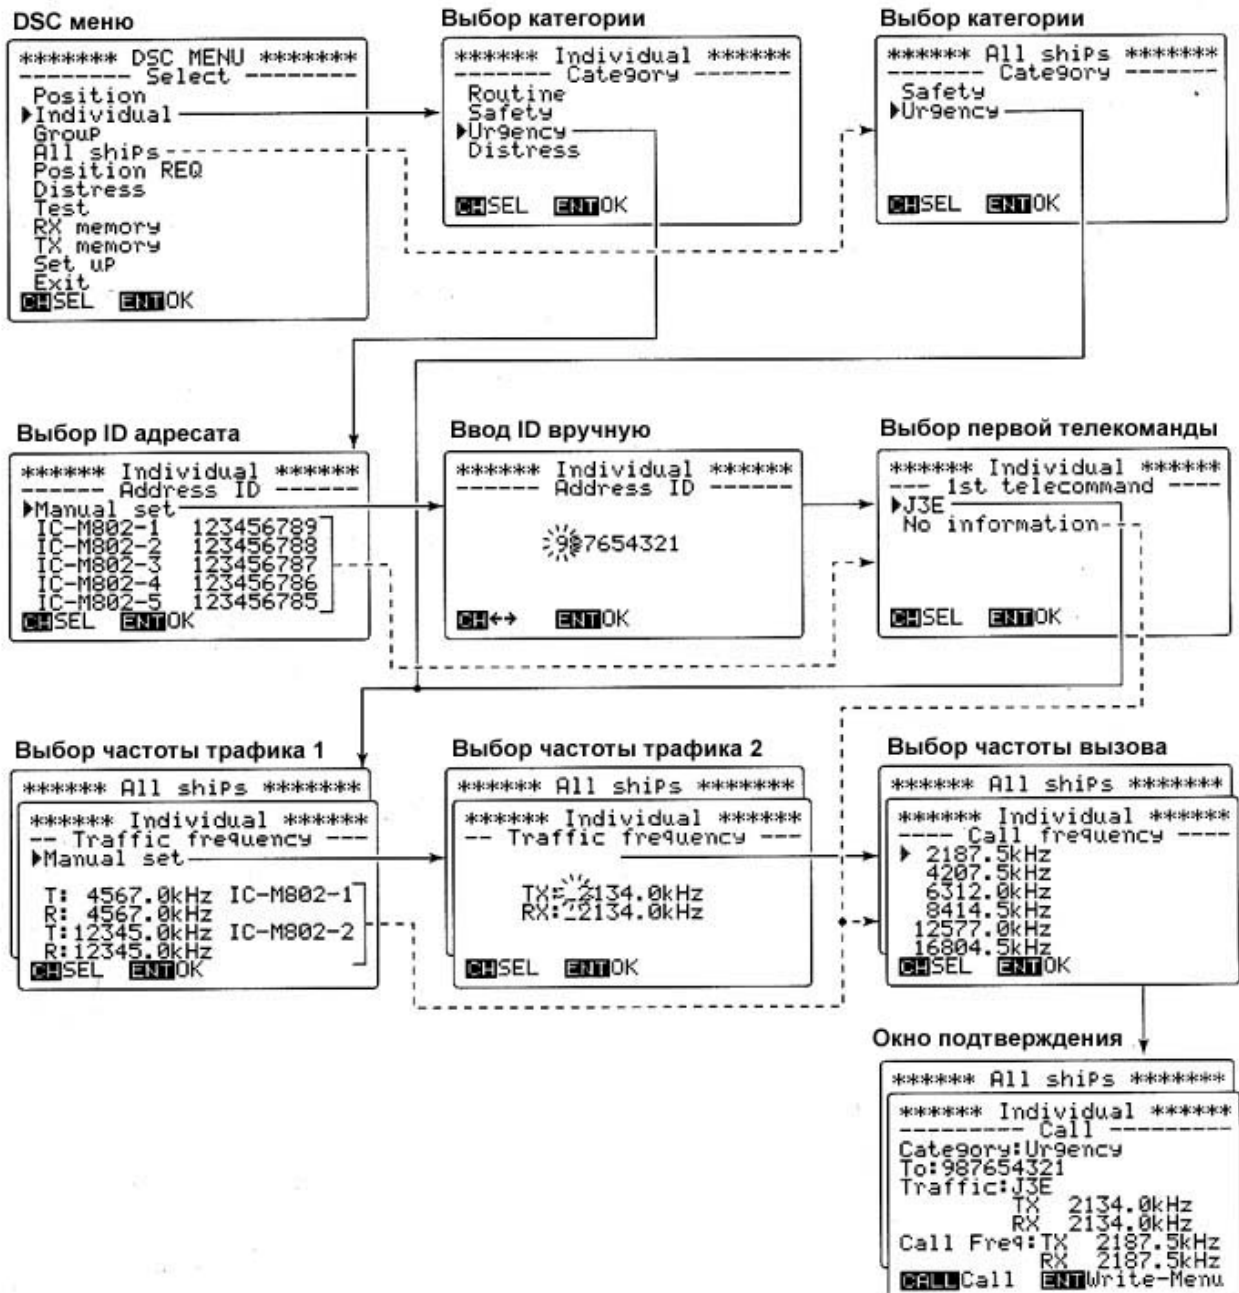 DSC меню
******* DSC MENU *******
-------- Select --------
Position
▶Individual
Group
All ships
Position REQ
Distress
Test
RX memory
TX memory
Set up
Exit
CH SEL ENT OK
Выбор категории
****** Individual ******
------- Category -------
Routine
Safety
▶Urgency
Distress
CH SEL ENT OK
Выбор категории
****** All ships *******
------- Category -------
Safety
▶Urgency
CH SEL ENT OK
Выбор ID адресата
****** Individual ******
------ Address ID ------
▶Manual set
IC-M802-1 123456789
IC-M802-2 123456788
IC-M802-3 123456787
IC-M802-4 123456786
IC-M802-5 123456785
CH SEL ENT OK
Ввод ID вручную
****** Individual ******
------ Address ID ------
987654321
CH ↔ ENT OK
Выбор первой телекоманды
****** Individual ******
--- 1st telecommand ----
▶J3E
No information
CH SEL ENT OK
Выбор частоты трафика 1
****** All ships *******
****** Individual ******
-- Traffic frequency ---
▶Manual set
T: 4567.0kHz IC-M802-1
R: 4567.0kHz
T:12345.0kHz IC-M802-2
R:12345.0kHz
CH SEL ENT OK
Выбор частоты трафика 2
****** All ships *******
****** Individual ******
-- Traffic frequency ---
TX: 2134.0kHz
RX: 2134.0kHz
CH SEL ENT OK
Выбор частоты вызова
****** All ships *******
****** Individual ******
---- Call frequency ----
▶ 2187.5kHz
4207.5kHz
6312.0kHz
8414.5kHz
12577.0kHz
16804.5kHz
CH SEL ENT OK
Окно подтверждения
****** All ships *******
****** Individual ******
--------- Call ---------
Category:Urgency
To:987654321
Traffic:J3E
TX 2134.0kHz
RX 2134.0kHz
Call Freq:TX 2187.5kHz
RX 2187.5kHz
CALL Call ENT Write-Menu